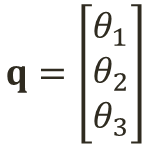 q = [θ₁
θ₂
θ₃]